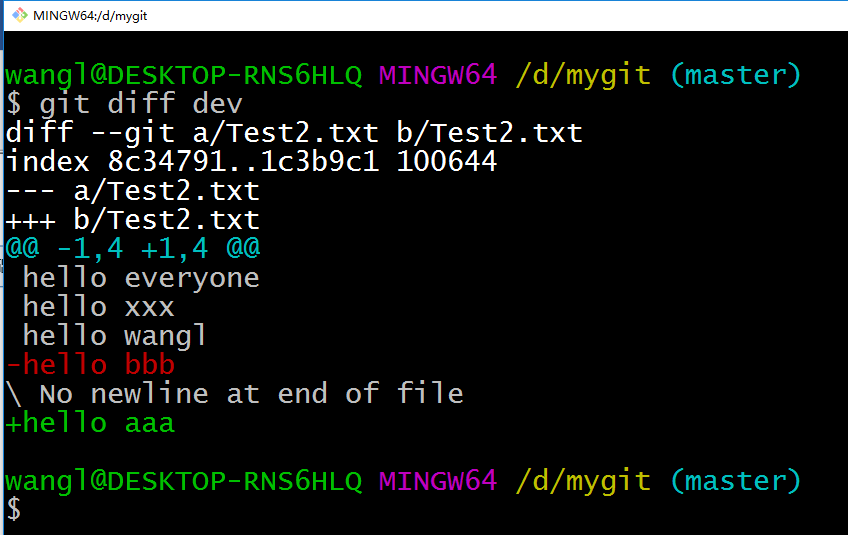 MINGW64:/d/mygit
wangl@DESKTOP-RNS6HLQ MINGW64 /d/mygit (master)
$ git diff dev
diff --git a/Test2.txt b/Test2.txt
index 8c34791..1c3b9c1 100644
--- a/Test2.txt
+++ b/Test2.txt
@@ -1,4 +1,4 @@
 hello everyone
 hello xxx
 hello wangl
-hello bbb
\ No newline at end of file
+hello aaa
wangl@DESKTOP-RNS6HLQ MINGW64 /d/mygit (master)
$